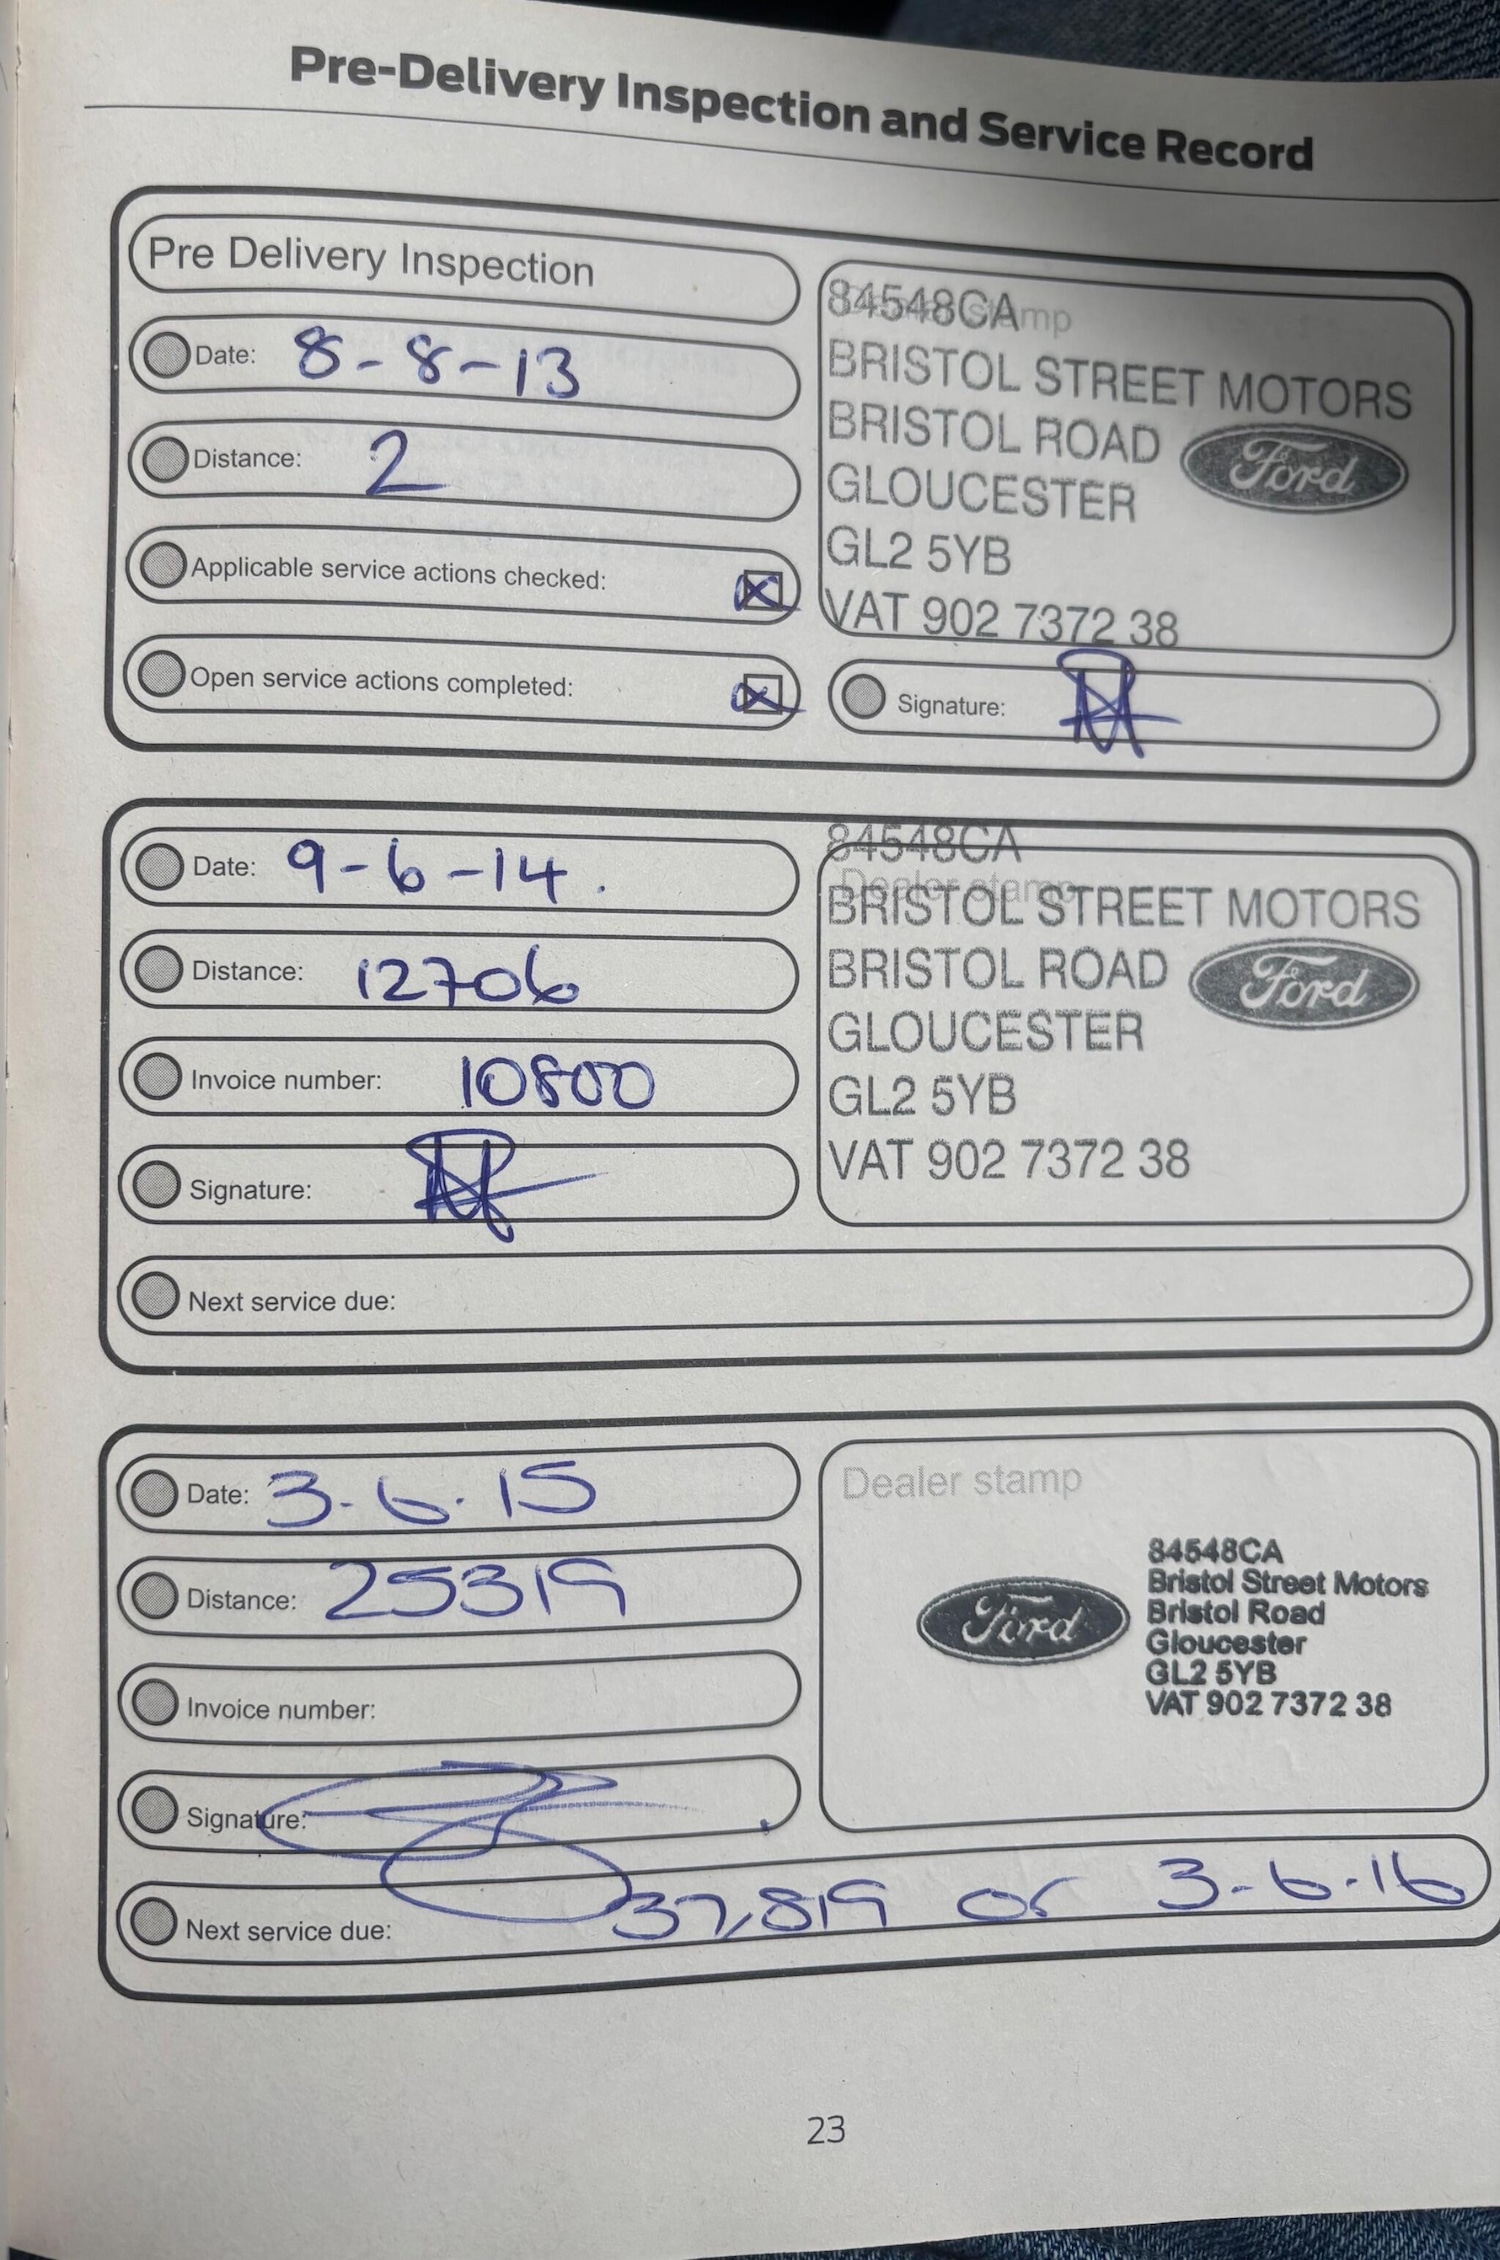 Pre-Delivery Inspection and Service Record
Pre Delivery Inspection
Date: 8-8-13
Distance: 2
Applicable service actions checked:
Open service actions completed:
84548CA
Dealer stamp
BRISTOL STREET MOTORS
BRISTOL ROAD
Ford
GLOUCESTER
GL2 5YB
VAT 902 7372 38
Signature:
Date: 9-6-14.
Distance: 12706
Invoice number: 10800
Signature:
84548CA
Dealer stamp
BRISTOL STREET MOTORS
BRISTOL ROAD
Ford
GLOUCESTER
GL2 5YB
VAT 902 7372 38
Next service due:
Date: 3.6.15
Distance: 25319
Invoice number:
Signature:
Dealer stamp
Ford
84548CA
Bristol Street Motors
Bristol Road
Gloucester
GL2 5YB
VAT 902 7372 38
Next service due: 37,819 or 3-6-16
23